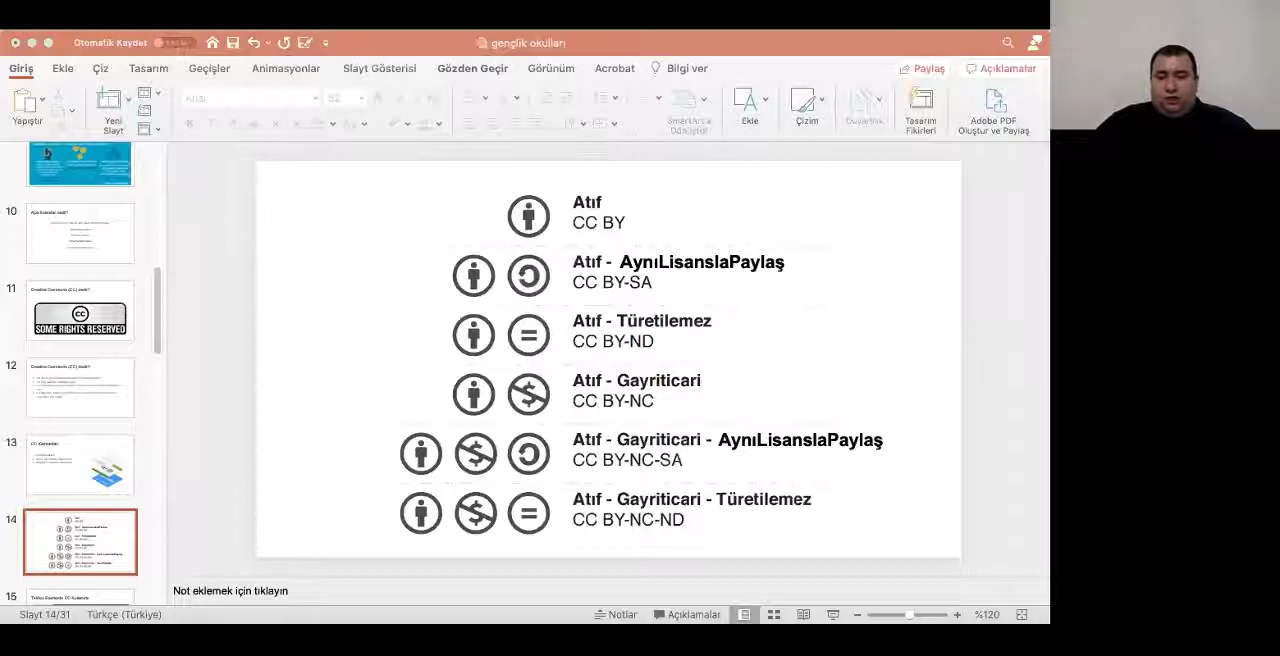 Otomatik Kaydet
gençlik okulları
Giriş Ekle Çiz Tasarım Geçişler Animasyonlar Slayt Gösterisi Gözden Geçir Görünüm Acrobat Bilgi ver Paylaş Açıklamalar
Yapıştır
Yeni
Slayt
Ekle
Çizim
Tasarım
Fikirleri
Adobe PDF
Oluştur ve Paylaş
10
11
SOME RIGHTS RESERVED
12
13
14
15
Atıf
CC BY
Atıf - AynıLisanslaPaylaş
CC BY-SA
Atıf - Türetilemez
CC BY-ND
Atıf - Gayriticari
CC BY-NC
Atıf - Gayriticari - AynıLisanslaPaylaş
CC BY-NC-SA
Atıf - Gayriticari - Türetilemez
CC BY-NC-ND
Not eklemek için tıklayın
Slayt 14/31 Türkçe (Türkiye) Notlar Açıklamalar %120